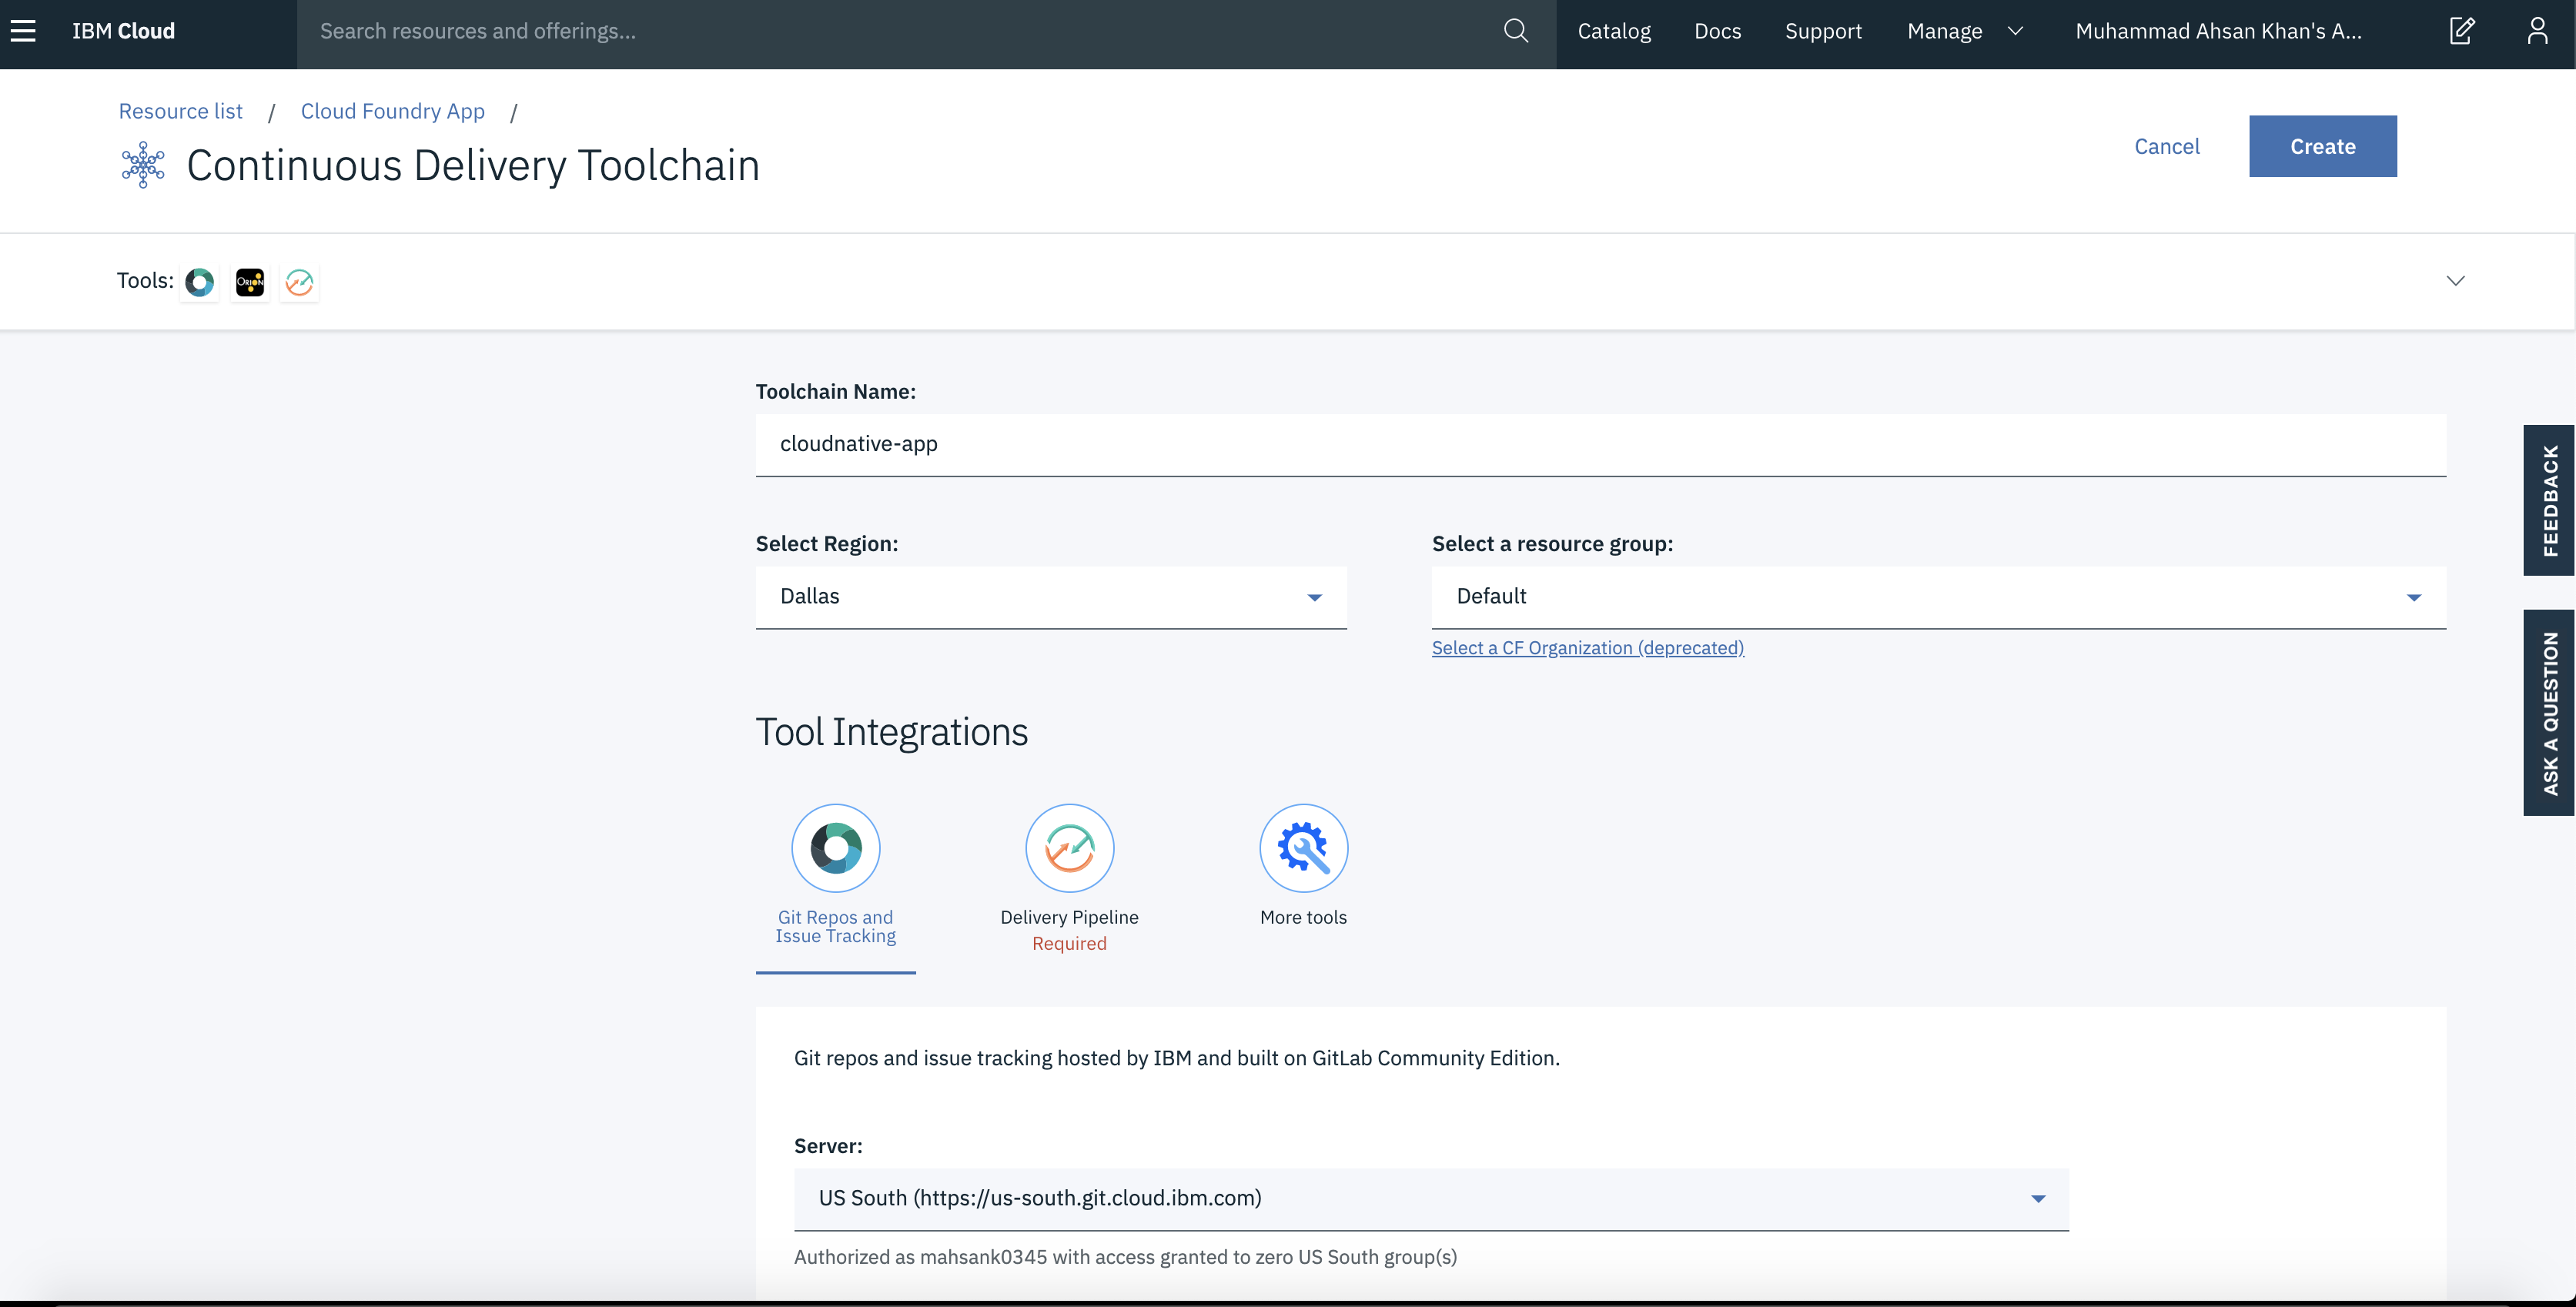 IBM Cloud
Search resources and offerings...
Catalog
Docs
Support
Manage
Muhammad Ahsan Khan's A...
Resource list / Cloud Foundry App /
Continuous Delivery Toolchain
Cancel
Create
Tools:
ORION
Toolchain Name:
cloudnative-app
Select Region:
Dallas
Select a resource group:
Default
Select a CF Organization (deprecated)
Tool Integrations
Git Repos and
Issue Tracking
Delivery Pipeline
Required
More tools
Git repos and issue tracking hosted by IBM and built on GitLab Community Edition.
Server:
US South (https://us-south.git.cloud.ibm.com)
Authorized as mahsank0345 with access granted to zero US South group(s)
FEEDBACK
ASK A QUESTION